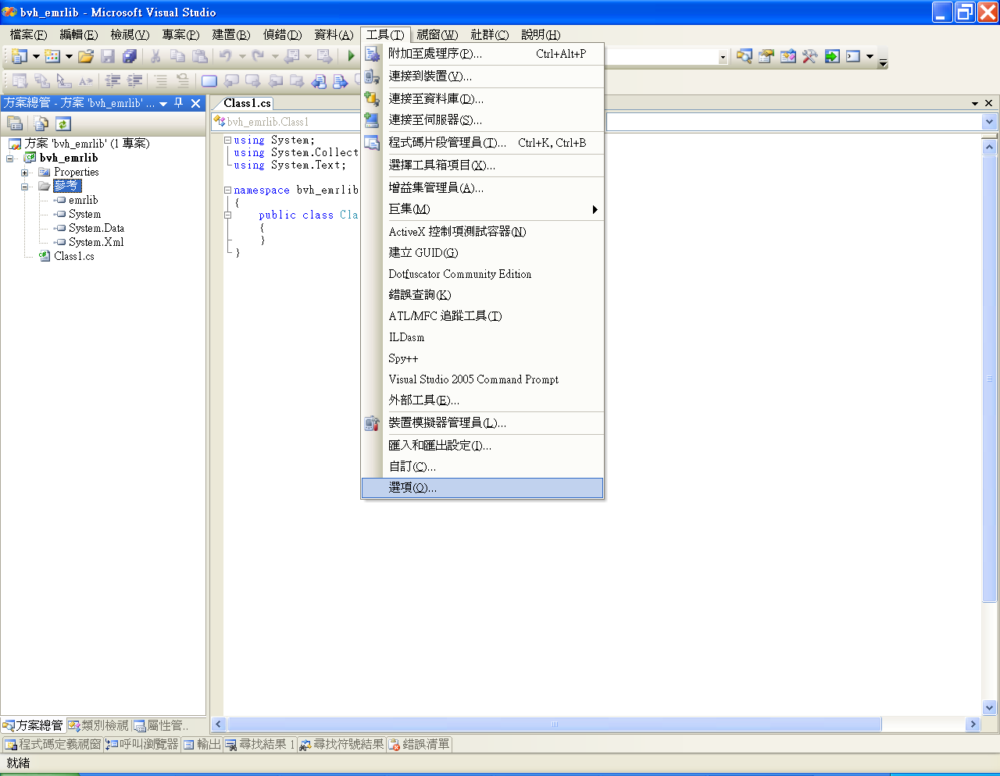 bvh_emrlib - Microsoft Visual Studio
檔案(F) 編輯(E) 檢視(V) 專案(P) 建置(B) 偵錯(D) 資料(A) 工具(T) 視窗(W) 社群(C) 說明(H)
附加至處理序(P)... Ctrl+Alt+P
連接到裝置(V)...
連接至資料庫(D)...
連接至伺服器(S)...
程式碼片段管理員(T)... Ctrl+K, Ctrl+B
選擇工具箱項目(X)...
增益集管理員(A)...
巨集(M)
ActiveX 控制項測試容器(N)
建立 GUID(G)
Dotfuscator Community Edition
錯誤查詢(K)
ATL/MFC 追蹤工具(T)
ILDasm
Spy++
Visual Studio 2005 Command Prompt
外部工具(E)...
裝置模擬器管理員(L)...
匯入和匯出設定(I)...
自訂(C)...
選項(O)...
方案總管 - 方案 'bvh_emrlib' ...
方案 'bvh_emrlib' (1 專案)
bvh_emrlib
Properties
參考
emrlib
System
System.Data
System.Xml
Class1.cs
Class1.cs
bvh_emrlib.Class1
using System;
using System.Collect
using System.Text;
namespace bvh_emrlib
{
public class Cla
{
}
}
方案總管 類別檢視 屬性管..
程式碼定義視窗 呼叫瀏覽器 輸出 尋找結果 1 尋找符號結果 錯誤清單
就緒